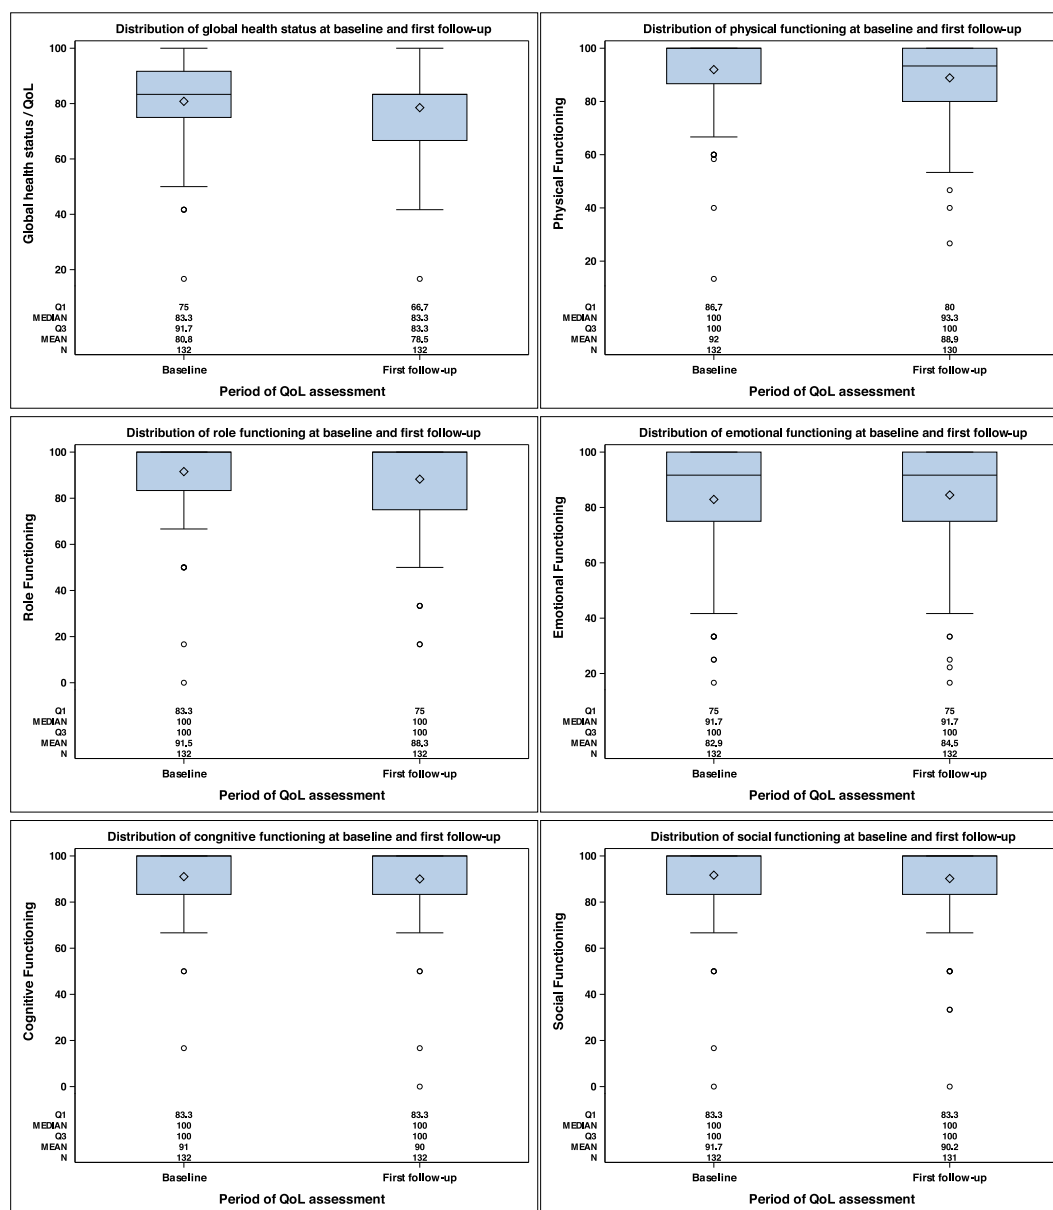 Distribution of global health status at baseline and first follow-up
Global health status / QoL
100
80
60
40
20
Q1 75 66.7
MEDIAN 83.3 83.3
Q3 91.7 83.3
MEAN 80.8 78.5
N 132 132
Baseline First follow-up
Period of QoL assessment
Distribution of physical functioning at baseline and first follow-up
Physical Functioning
100
80
60
40
20
Q1 86.7 80
MEDIAN 100 93.3
Q3 100 100
MEAN 92 88.9
N 132 130
Baseline First follow-up
Period of QoL assessment
Distribution of role functioning at baseline and first follow-up
Role Functioning
100
80
60
40
20
0
Q1 83.3 75
MEDIAN 100 100
Q3 100 100
MEAN 91.5 88.3
N 132 132
Baseline First follow-up
Period of QoL assessment
Distribution of emotional functioning at baseline and first follow-up
Emotional Functioning
100
80
60
40
20
Q1 75 75
MEDIAN 91.7 91.7
Q3 100 100
MEAN 82.9 84.5
N 132 132
Baseline First follow-up
Period of QoL assessment
Distribution of congnitive functioning at baseline and first follow-up
Cognitive Functioning
100
80
60
40
20
0
Q1 83.3 83.3
MEDIAN 100 100
Q3 100 100
MEAN 91 90
N 132 132
Baseline First follow-up
Period of QoL assessment
Distribution of social functioning at baseline and first follow-up
Social Functioning
100
80
60
40
20
0
Q1 83.3 83.3
MEDIAN 100 100
Q3 100 100
MEAN 91.7 90.2
N 132 131
Baseline First follow-up
Period of QoL assessment